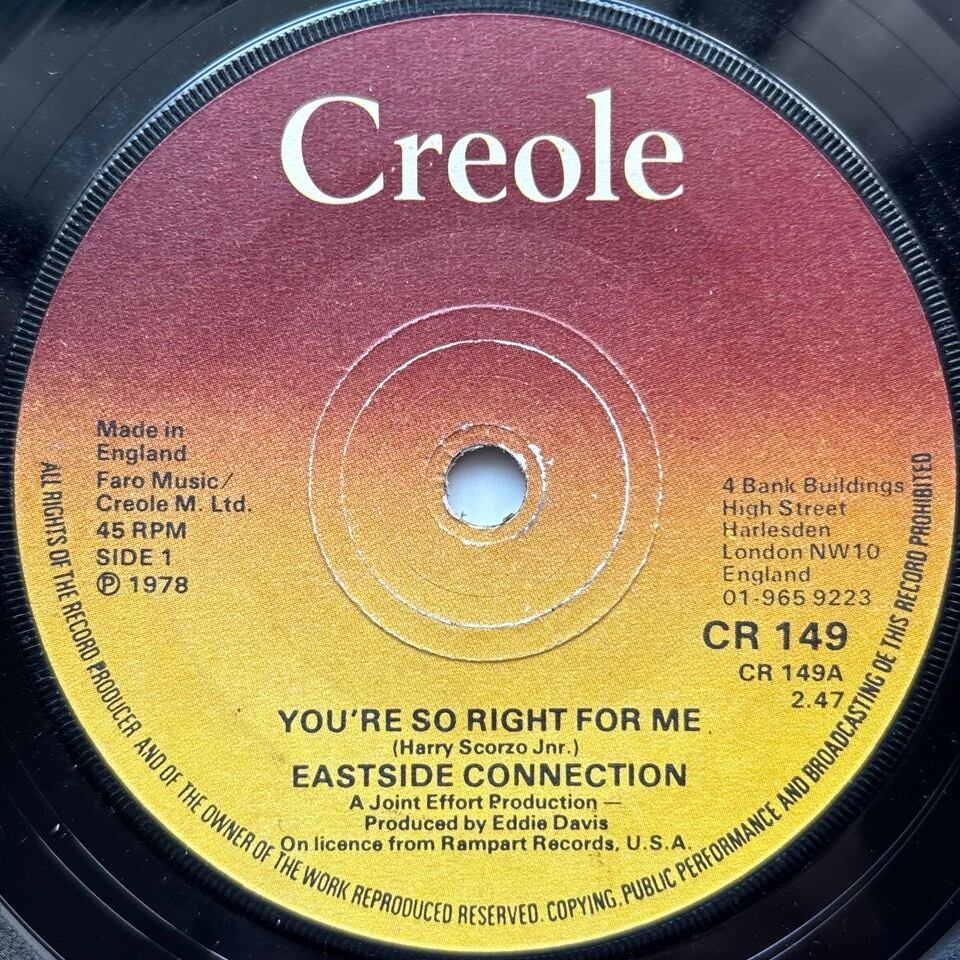 Creole
Made in
England
Faro Music/
Creole M. Ltd.
45 RPM
SIDE 1
Ⓟ 1978
4 Bank Buildings
High Street
Harlesden
London NW10
England
01-965 9223
CR 149
CR 149A
2.47
YOU'RE SO RIGHT FOR ME
(Harry Scorzo Jnr.)
EASTSIDE CONNECTION
A Joint Effort Production —
Produced by Eddie Davis
On licence from Rampart Records, U.S.A.
ALL RIGHTS OF THE RECORD PRODUCER AND OF THE OWNER OF THE WORK REPRODUCED RESERVED. COPYING, PUBLIC PERFORMANCE AND BROADCASTING OE THIS RECORD PROHIBITED